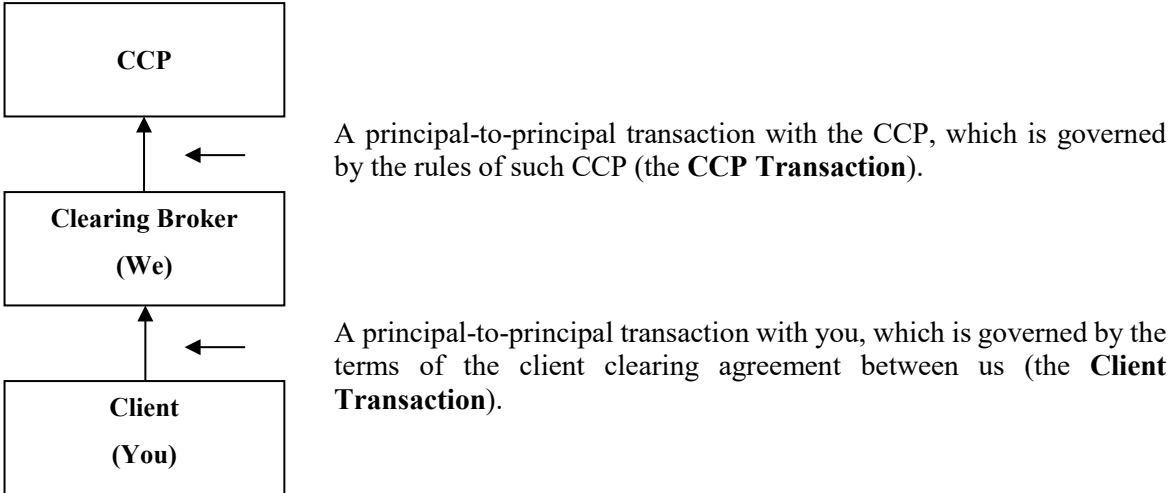 CCP
A principal-to-principal transaction with the CCP, which is governed
by the rules of such CCP (the CCP Transaction).
Clearing Broker
(We)
A principal-to-principal transaction with you, which is governed by the
terms of the client clearing agreement between us (the Client
Transaction).
Client
(You)